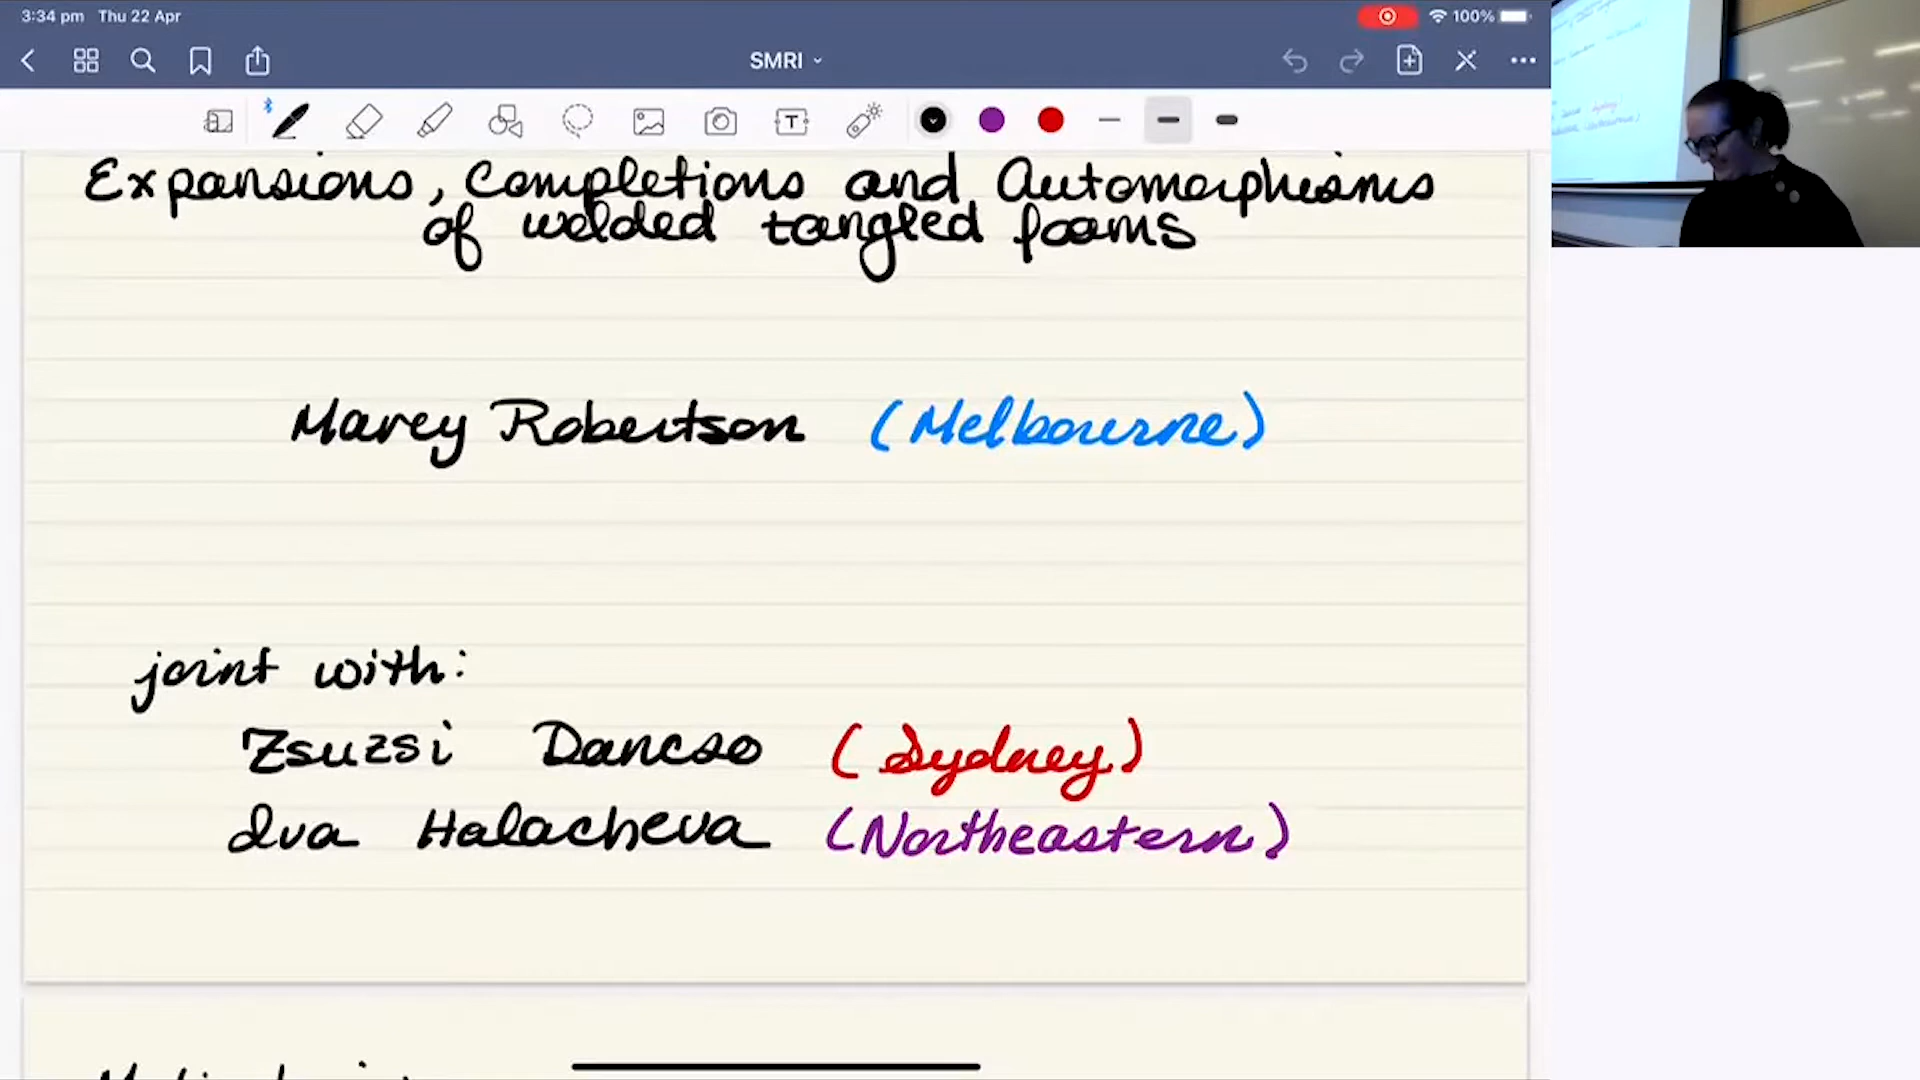 3:34 pm Thu 22 Apr
100%
SMRI
T
Expansions, Completions and Automorphisms
of welded tangled foams
Marcy Robertson (Melbourne)
joint with:
Zsuzsi Dancso (Sydney)
Iva Halacheva (Northeastern)